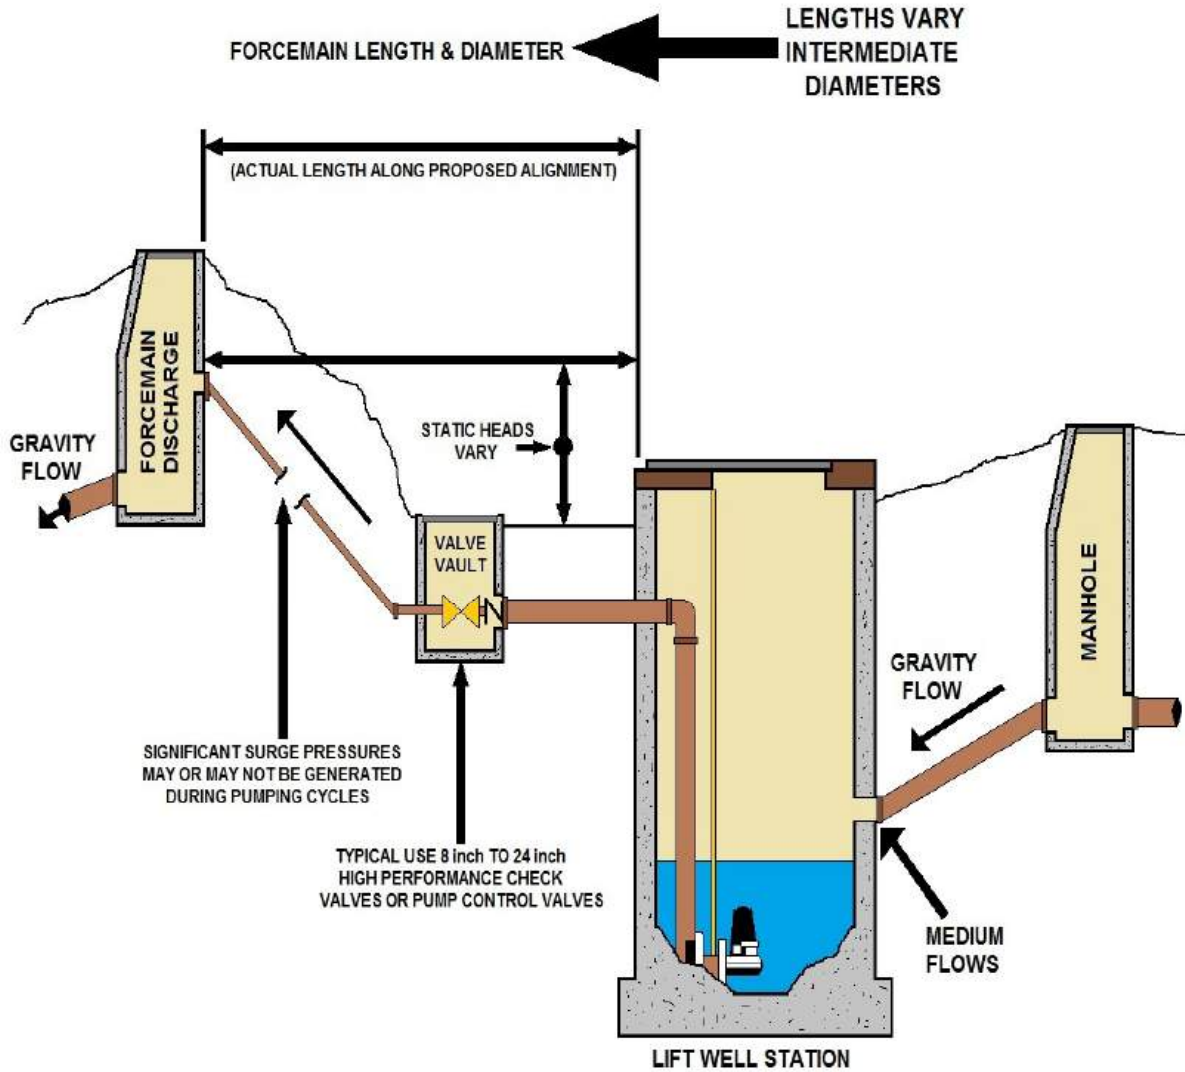 FORCEMAIN LENGTH & DIAMETER
LENGTHS VARY
INTERMEDIATE
DIAMETERS
(ACTUAL LENGTH ALONG PROPOSED ALIGNMENT)
FORCEMAIN
DISCHARGE
GRAVITY
FLOW
STATIC HEADS
VARY
VALVE
VAULT
MANHOLE
GRAVITY
FLOW
SIGNIFICANT SURGE PRESSURES
MAY OR MAY NOT BE GENERATED
DURING PUMPING CYCLES
TYPICAL USE 8 inch TO 24 inch
HIGH PERFORMANCE CHECK
VALVES OR PUMP CONTROL VALVES
MEDIUM
FLOWS
LIFT WELL STATION